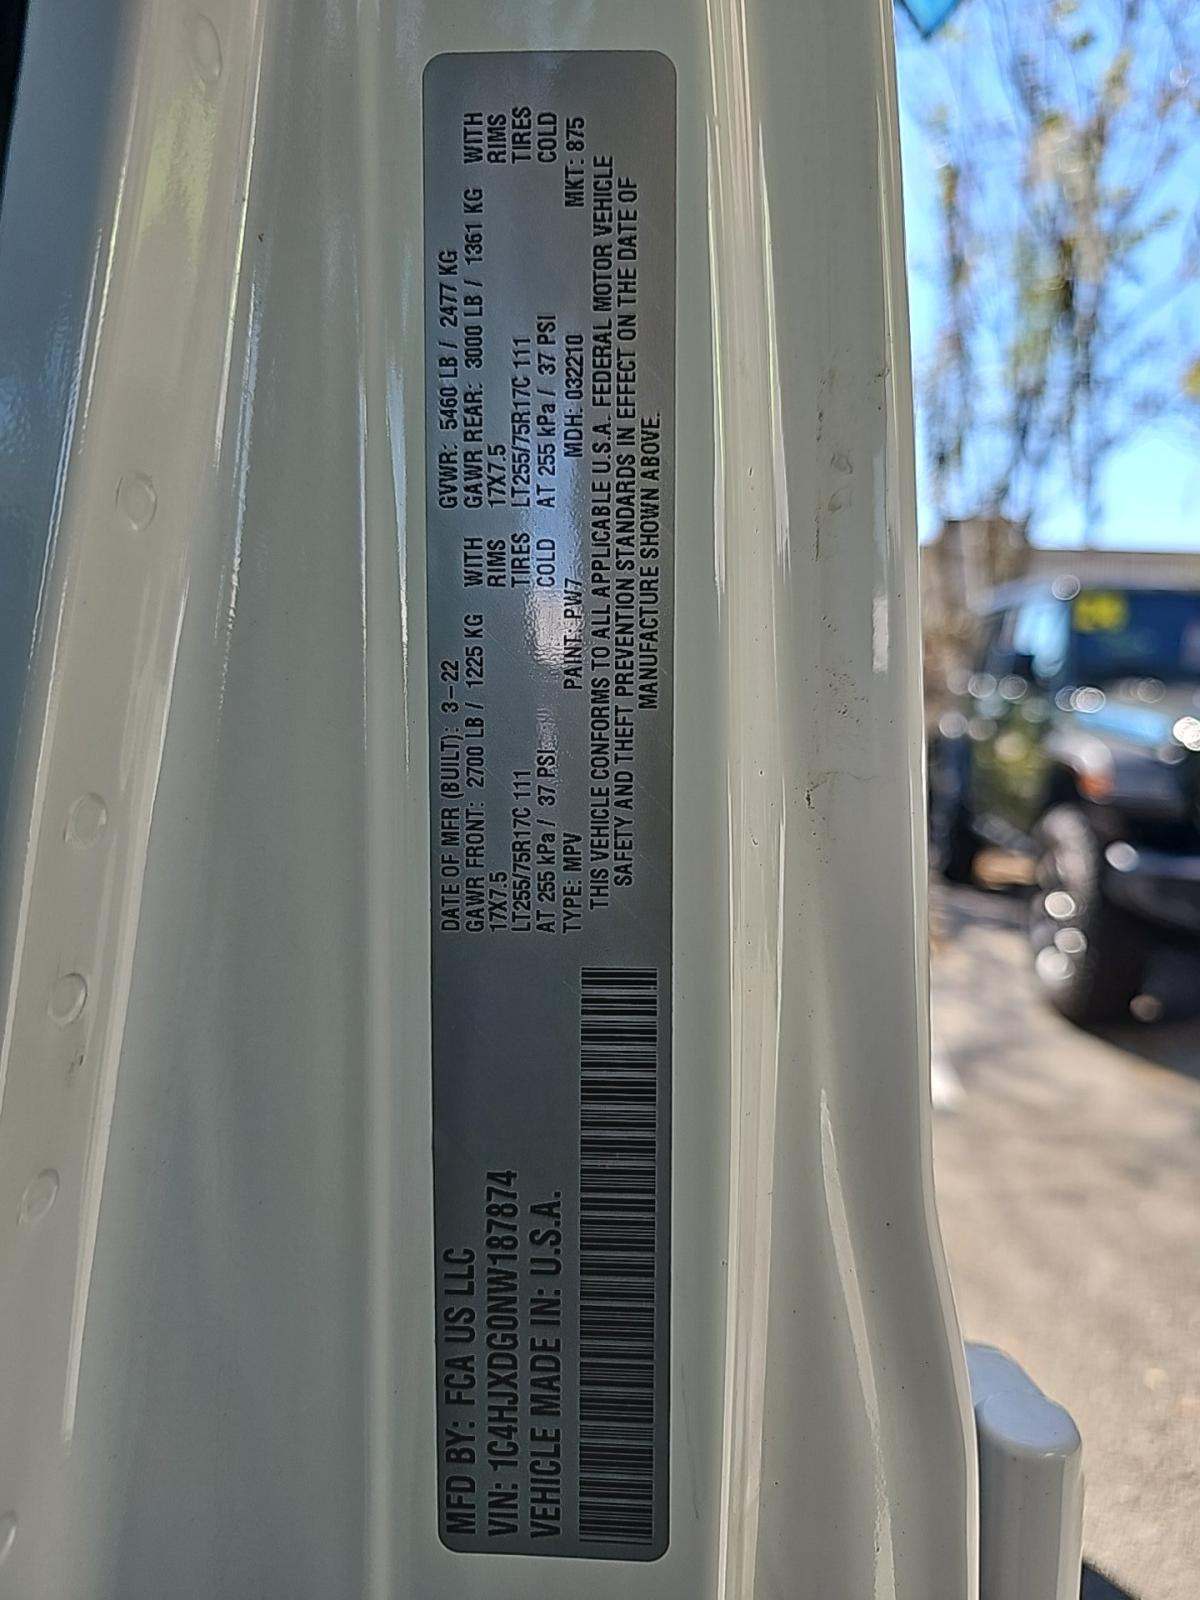 MFD BY: FCA US LLC
VIN: 1C4HJXDG0NW187874
VEHICLE MADE IN: U.S.A.
DATE OF MFR (BUILT): 3-22 GVWR: 5460 LB / 2477 KG
GAWR FRONT: 2700 LB / 1225 KG WITH GAWR REAR: 3000 LB / 1361 KG WITH
17X7.5 RIMS 17X7.5 RIMS
LT255/75R17C 111 TIRES LT255/75R17C 111 TIRES
AT 255 kPa / 37 PSI COLD AT 255 kPa / 37 PSI COLD
TYPE: MPV PAINT: PW7 MDH: 032210 MKT: 875
THIS VEHICLE CONFORMS TO ALL APPLICABLE U.S.A. FEDERAL MOTOR VEHICLE
SAFETY AND THEFT PREVENTION STANDARDS IN EFFECT ON THE DATE OF
MANUFACTURE SHOWN ABOVE.